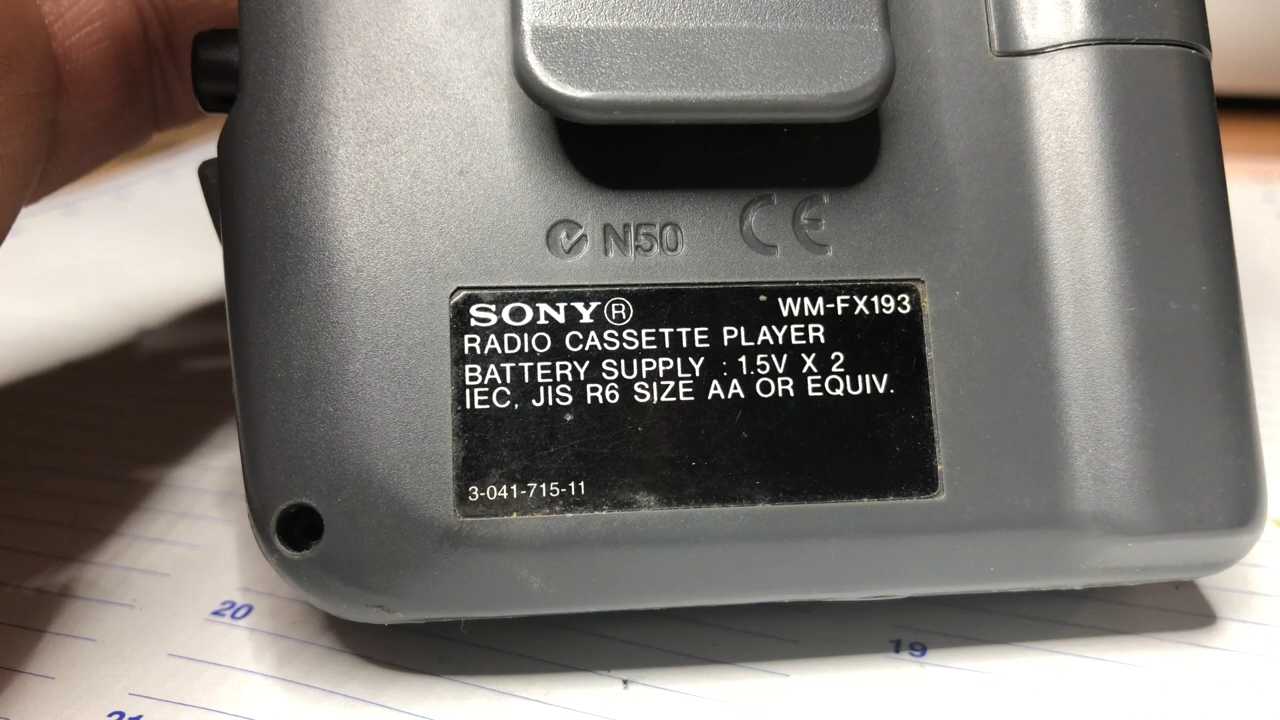 N50 CE
SONY® WM-FX193
RADIO CASSETTE PLAYER
BATTERY SUPPLY : 1.5V X 2
IEC, JIS R6 SIZE AA OR EQUIV.
3-041-715-11
20
19
21